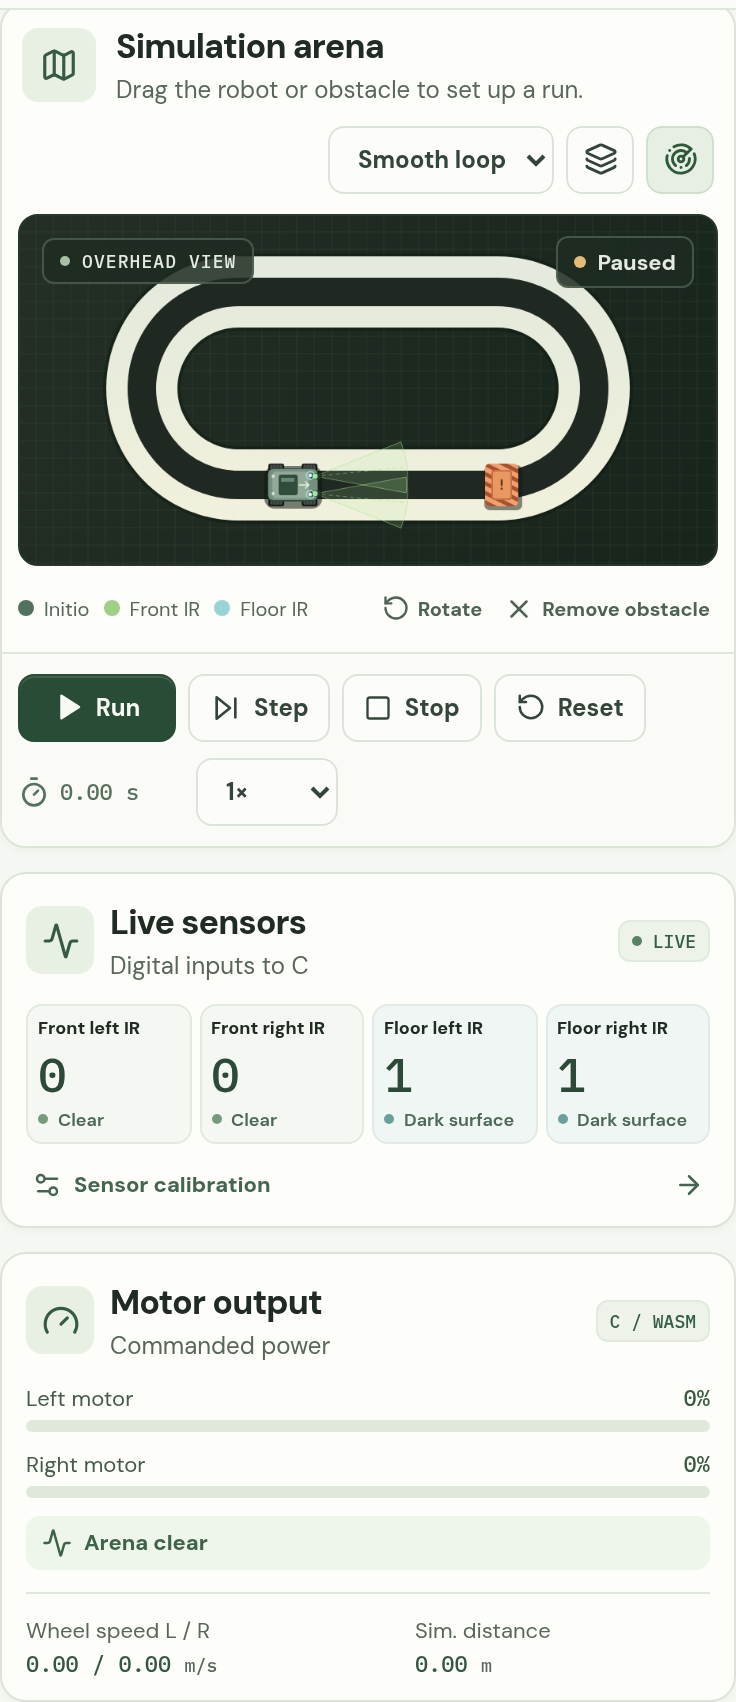 Simulation arena
Drag the robot or obstacle to set up a run.
Smooth loop
OVERHEAD VIEW
Paused
!
Initio Front IR Floor IR Rotate Remove obstacle
Run Step Stop Reset
0.00 s 1×
Live sensors
Digital inputs to C
LIVE
Front left IR Front right IR Floor left IR Floor right IR
0 0 1 1
Clear Clear Dark surface Dark surface
Sensor calibration
Motor output
Commanded power
C / WASM
Left motor 0%
Right motor 0%
Arena clear
Wheel speed L / R Sim. distance
0.00 / 0.00 m/s 0.00 m